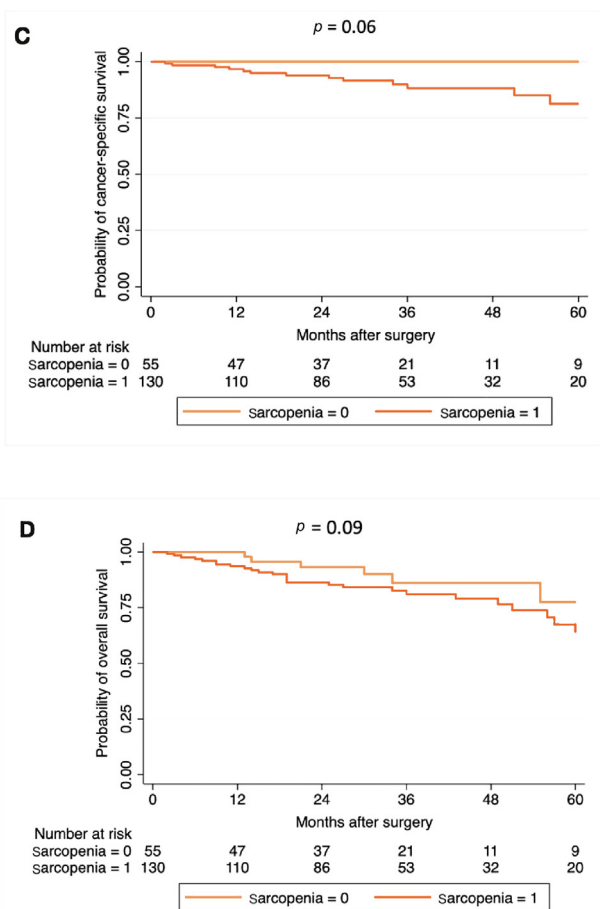 C
p = 0.06
Probability of cancer-specific survival
1.00
0.75
0.50
0.25
0.00
0 12 24 36 48 60
Months after surgery
Number at risk
Sarcopenia = 0 55 47 37 21 11 9
Sarcopenia = 1 130 110 86 53 32 20
Sarcopenia = 0 Sarcopenia = 1
D
p = 0.09
Probability of overall survival
1.00
0.75
0.50
0.25
0.00
0 12 24 36 48 60
Months after surgery
Number at risk
Sarcopenia = 0 55 47 37 21 11 9
Sarcopenia = 1 130 110 86 53 32 20
Sarcopenia = 0 Sarcopenia = 1